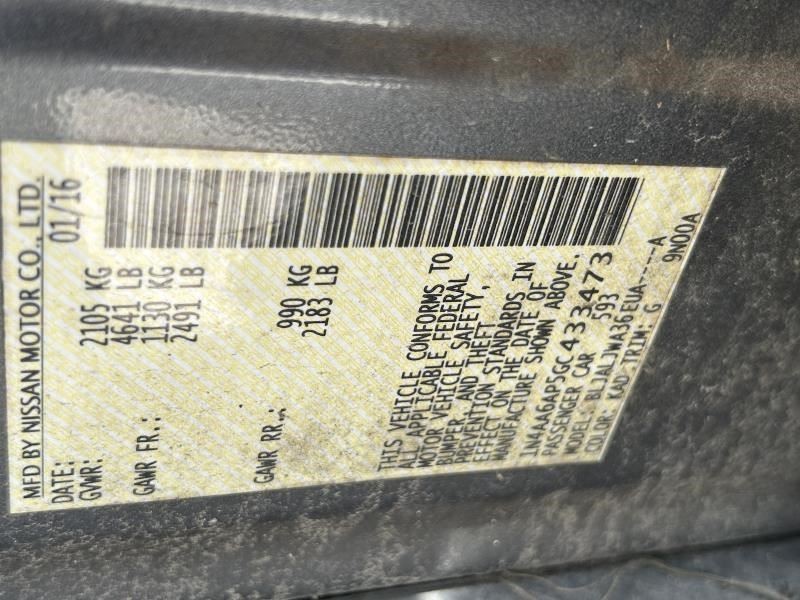 MFD BY NISSAN MOTOR CO., LTD.
DATE: 01/16
GVWR: 2105 KG
4641 LB
GAWR FR.: 1130 KG
2491 LB
GAWR RR.: 990 KG
2183 LB
THIS VEHICLE CONFORMS TO
ALL APPLICABLE FEDERAL
MOTOR VEHICLE SAFETY,
BUMPER, AND THEFT
PREVENTION STANDARDS IN
EFFECT ON THE DATE OF
MANUFACTURE SHOWN ABOVE.
1N4AA6AP5GC433473
PASSENGER CAR 593
MODEL: BLJALJWA36EUA-----A
COLOR: KAD TRIM: G 9N00A